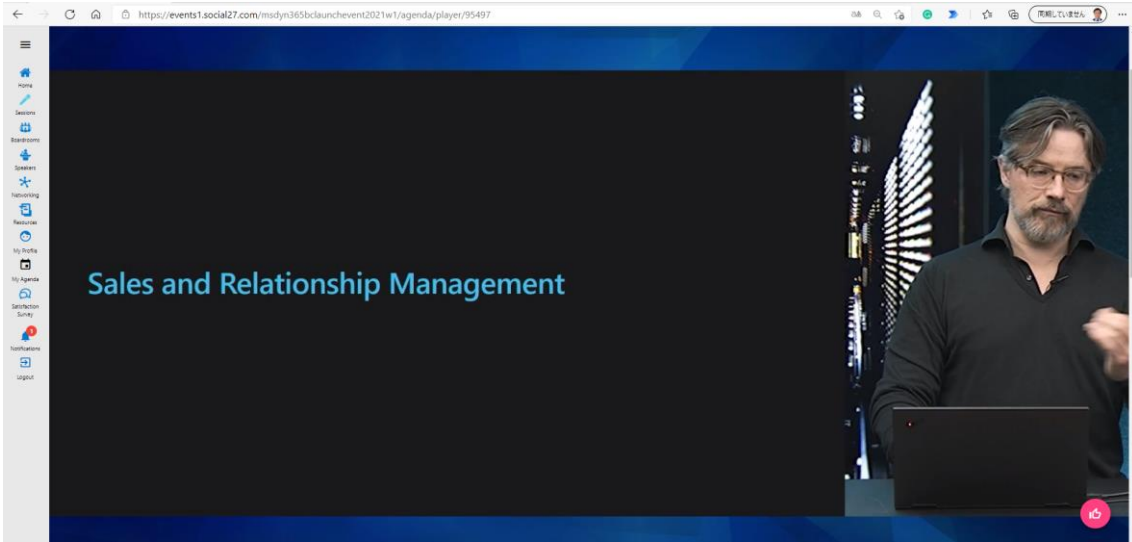 https://events1.social27.com/msdyn365bclaunchevent2021w1/agenda/player/95497
同期していません
Home
Sessions
Boardrooms
Speakers
Networking
Resources
My Profile
My Agenda
Satisfaction
Survey
Notifications
Logout
Sales and Relationship Management